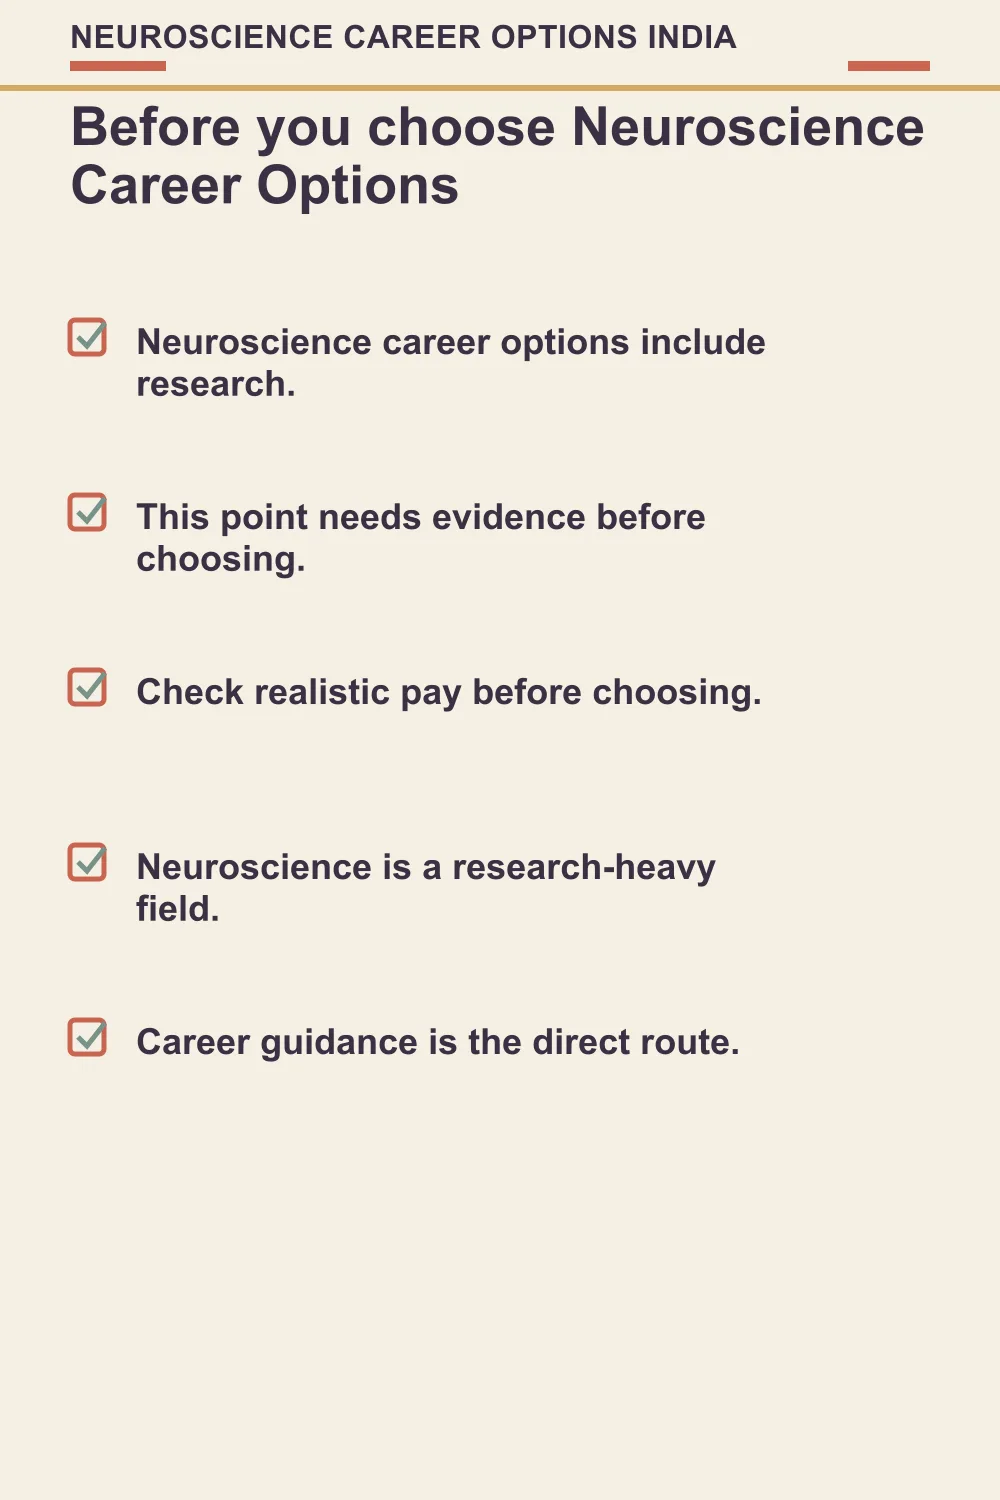 NEUROSCIENCE CAREER OPTIONS INDIA
Before you choose Neuroscience
Career Options
Neuroscience career options include
research.
This point needs evidence before
choosing.
Check realistic pay before choosing.
Neuroscience is a research-heavy
field.
Career guidance is the direct route.